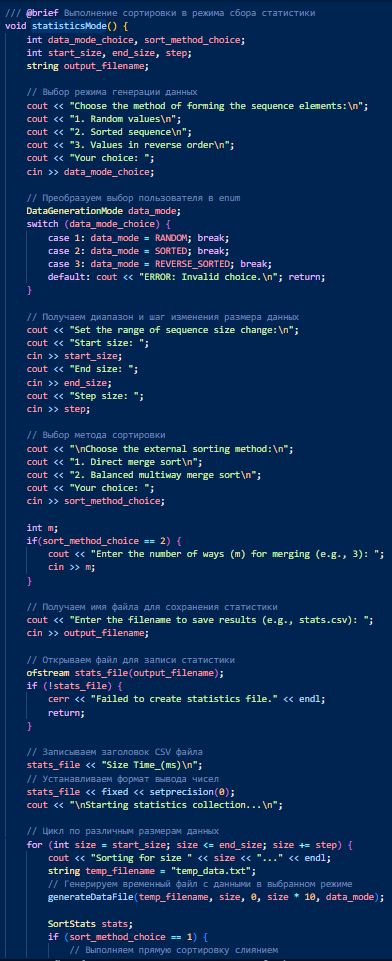 /// @brief Выполнение сортировки в режима сбора статистики
void statisticsMode() {
    int data_mode_choice, sort_method_choice;
    int start_size, end_size, step;
    string output_filename;

    // Выбор режима генерации данных
    cout << "Choose the method of forming the sequence elements:\n";
    cout << "1. Random values\n";
    cout << "2. Sorted sequence\n";
    cout << "3. Values in reverse order\n";
    cout << "Your choice: ";
    cin >> data_mode_choice;

    // Преобразуем выбор пользователя в enum
    DataGenerationMode data_mode;
    switch (data_mode_choice) {
        case 1: data_mode = RANDOM; break;
        case 2: data_mode = SORTED; break;
        case 3: data_mode = REVERSE_SORTED; break;
        default: cout << "ERROR: Invalid choice.\n"; return;
    }

    // Получаем диапазон и шаг изменения размера данных
    cout << "Set the range of sequence size change:\n";
    cout << "Start size: ";
    cin >> start_size;
    cout << "End size: ";
    cin >> end_size;
    cout << "Step size: ";
    cin >> step;

    // Выбор метода сортировки
    cout << "\nChoose the external sorting method:\n";
    cout << "1. Direct merge sort\n";
    cout << "2. Balanced multiway merge sort\n";
    cout << "Your choice: ";
    cin >> sort_method_choice;

    int m;
    if(sort_method_choice == 2) {
        cout << "Enter the number of ways (m) for merging (e.g., 3): ";
        cin >> m;
    }

    // Получаем имя файла для сохранения статистики
    cout << "Enter the filename to save results (e.g., stats.csv): ";
    cin >> output_filename;

    // Открываем файл для записи статистики
    ofstream stats_file(output_filename);
    if (!stats_file) {
        cerr << "Failed to create statistics file." << endl;
        return;
    }

    // Записываем заголовок CSV файла
    stats_file << "Size Time_(ms)\n";
    // Устанавливаем формат вывода чисел
    stats_file << fixed << setprecision(0);
    cout << "\nStarting statistics collection...\n";

    // Цикл по различным размерам данных
    for (int size = start_size; size <= end_size; size += step) {
        cout << "Sorting for size " << size << "..." << endl;
        string temp_filename = "temp_data.txt";
        // Генерируем временный файл с данными в выбранном режиме
        generateDataFile(temp_filename, size, 0, size * 10, data_mode);

        SortStats stats;
        if (sort_method_choice == 1) {
            // Выполняем прямую сортировку слиянием